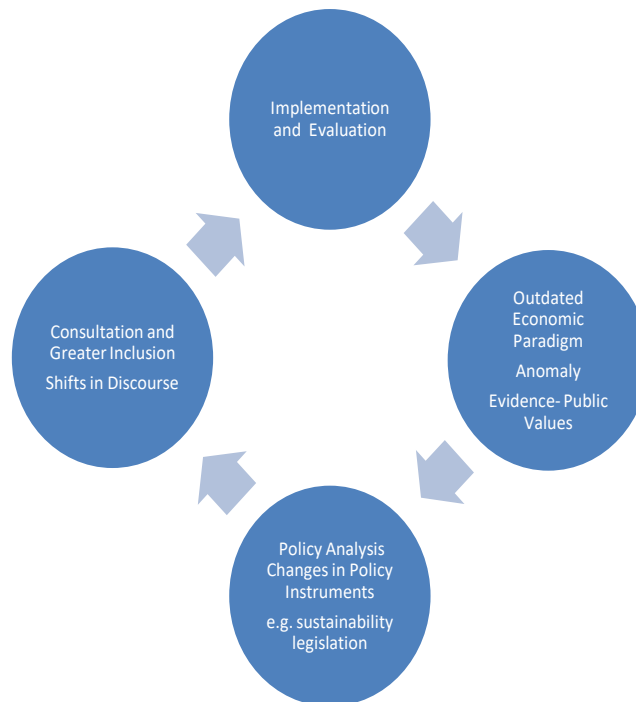 Implementation
and Evaluation
Outdated
Economic
Paradigm
Anomaly
Evidence- Public
Values
Policy Analysis
Changes in Policy
Instruments
e.g. sustainability
legislation
Consultation and
Greater Inclusion
Shifts in Discourse